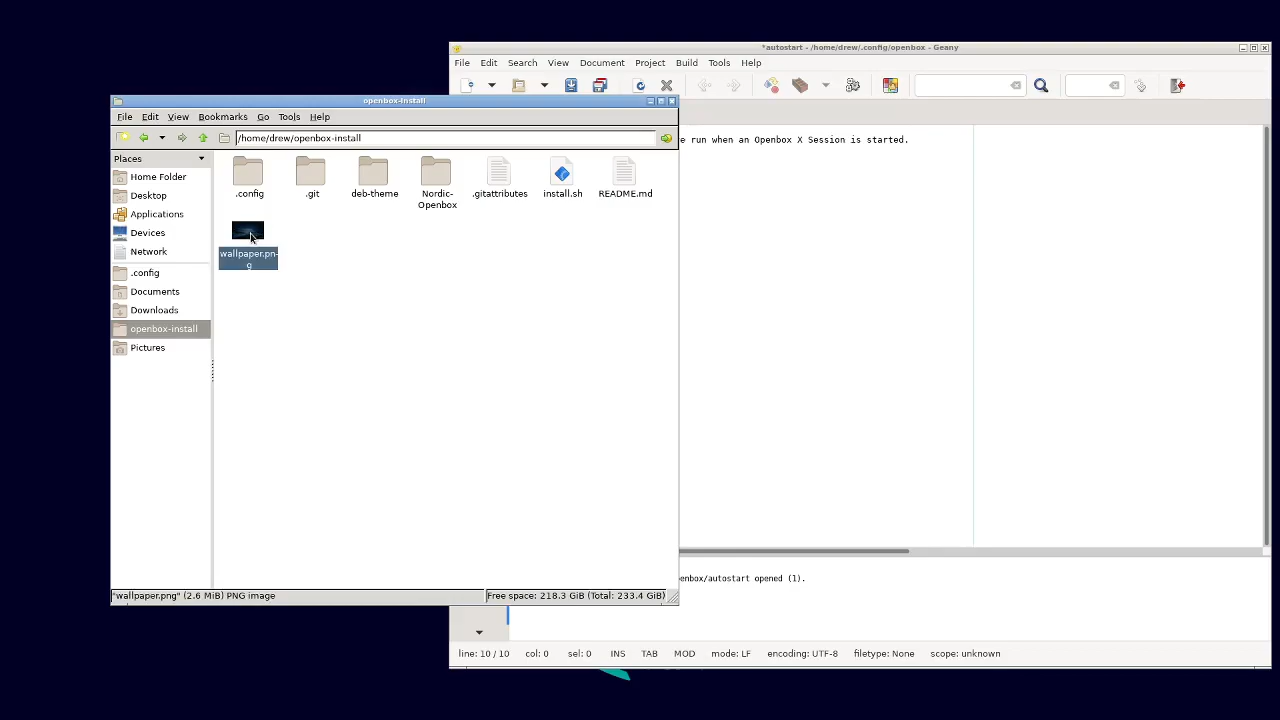 *autostart - /home/drew/.config/openbox - Geany
File Edit Search View Document Project Build Tools Help
openbox-install
File Edit View Bookmarks Go Tools Help
/home/drew/openbox-install
Places
Home Folder
Desktop
Applications
Devices
Network
.config
Documents
Downloads
openbox-install
Pictures
.config
.git
deb-theme
Nordic-
Openbox
.gitattributes
install.sh
README.md
wallpaper.pn-
g
run when an Openbox X Session is started.
enbox/autostart opened (1).
"wallpaper.png" (2.6 MiB) PNG image
Free space: 218.3 GiB (Total: 233.4 GiB)
line: 10 / 10 col: 0 sel: 0 INS TAB MOD mode: LF encoding: UTF-8 filetype: None scope: unknown